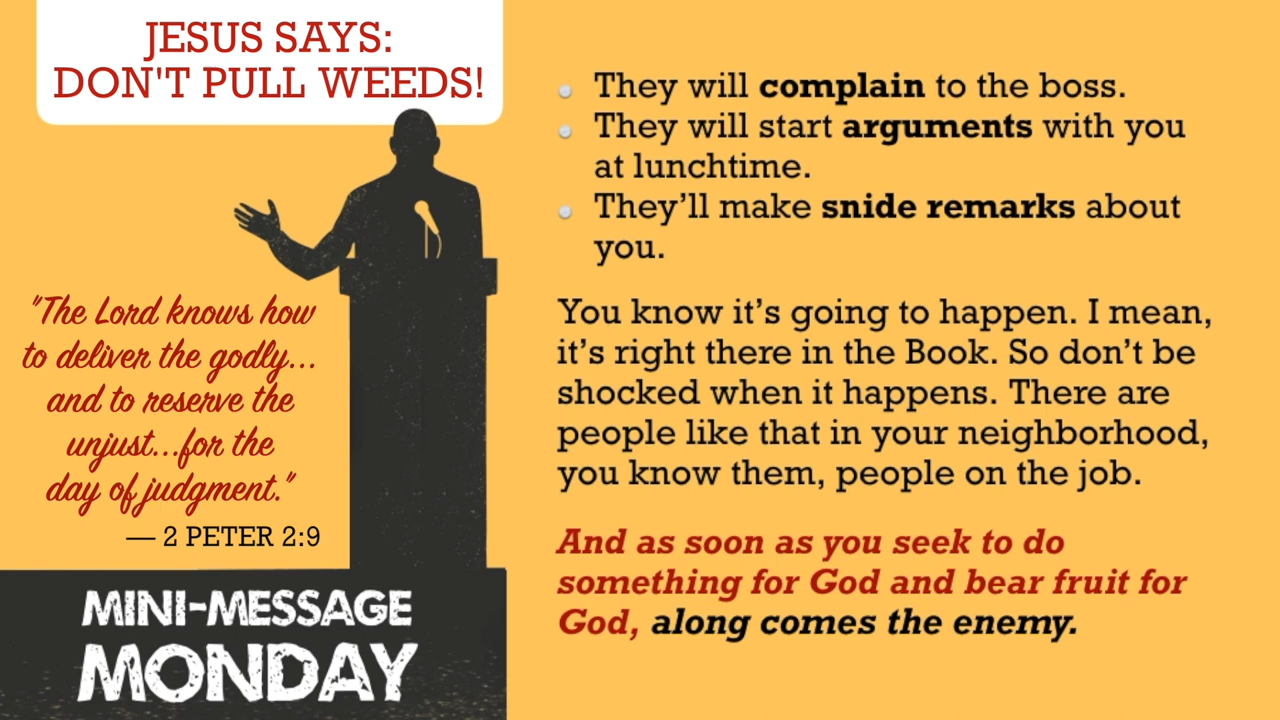 JESUS SAYS:
DON'T PULL WEEDS!
"The Lord knows how
to deliver the godly...
and to reserve the
unjust...for the
day of judgment."
— 2 PETER 2:9
MINI-MESSAGE
MONDAY
They will complain to the boss.
They will start arguments with you
at lunchtime.
They’ll make snide remarks about
you.
You know it’s going to happen. I mean,
it’s right there in the Book. So don’t be
shocked when it happens. There are
people like that in your neighborhood,
you know them, people on the job.
And as soon as you seek to do
something for God and bear fruit for
God, along comes the enemy.